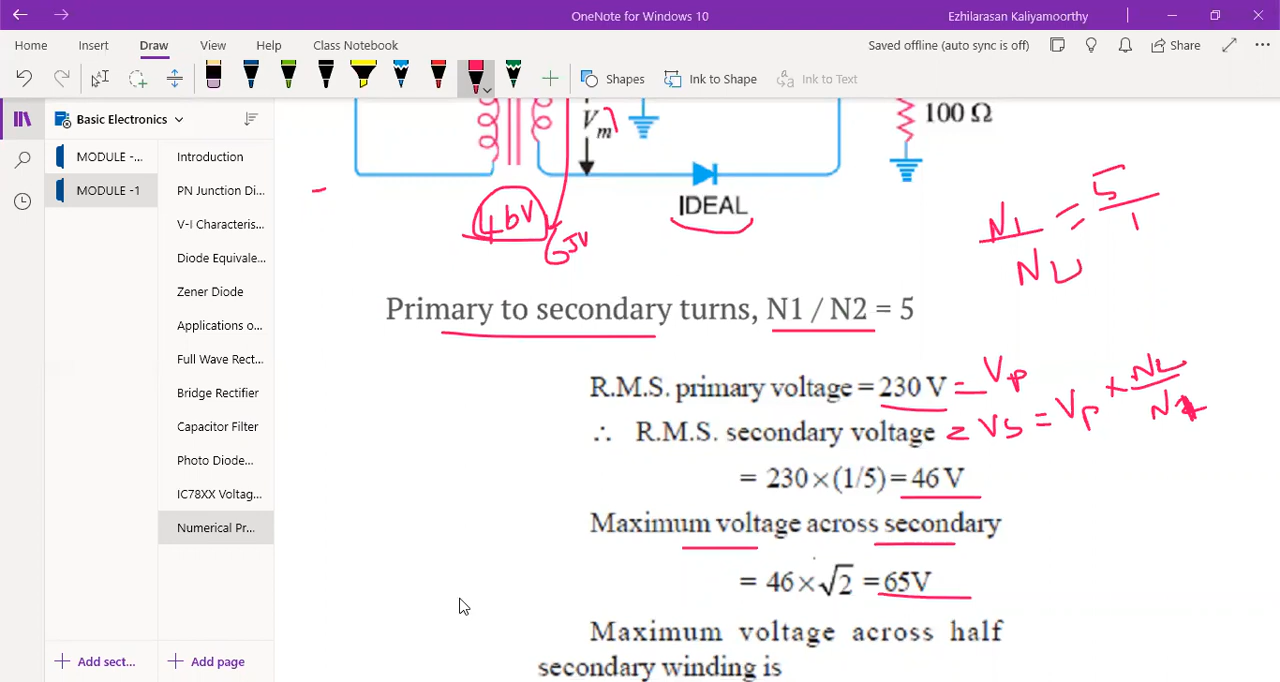 OneNote for Windows 10
Ezhilarasan Kaliyamoorthy
Home Insert Draw View Help Class Notebook
Saved offline (auto sync is off) Share
Shapes Ink to Shape Ink to Text
Basic Electronics
MODULE -...
MODULE -1
Introduction
PN Junction Di...
V-I Characteris...
Diode Equivale...
Zener Diode
Applications o...
Full Wave Rect...
Bridge Rectifier
Capacitor Filter
Photo Diode...
IC78XX Voltag...
Numerical Pr...
Add sect...
Add page
Vm
100 Ω
46V
65V
IDEAL
N1/N2 = 5/1
Primary to secondary turns, N1 / N2 = 5
R.M.S. primary voltage = 230 V = Vp
∴ R.M.S. secondary voltage = Vs = Vp × N2/N1
= 230 × (1/5) = 46 V
Maximum voltage across secondary
= 46 × √2 = 65V
Maximum voltage across half
secondary winding is